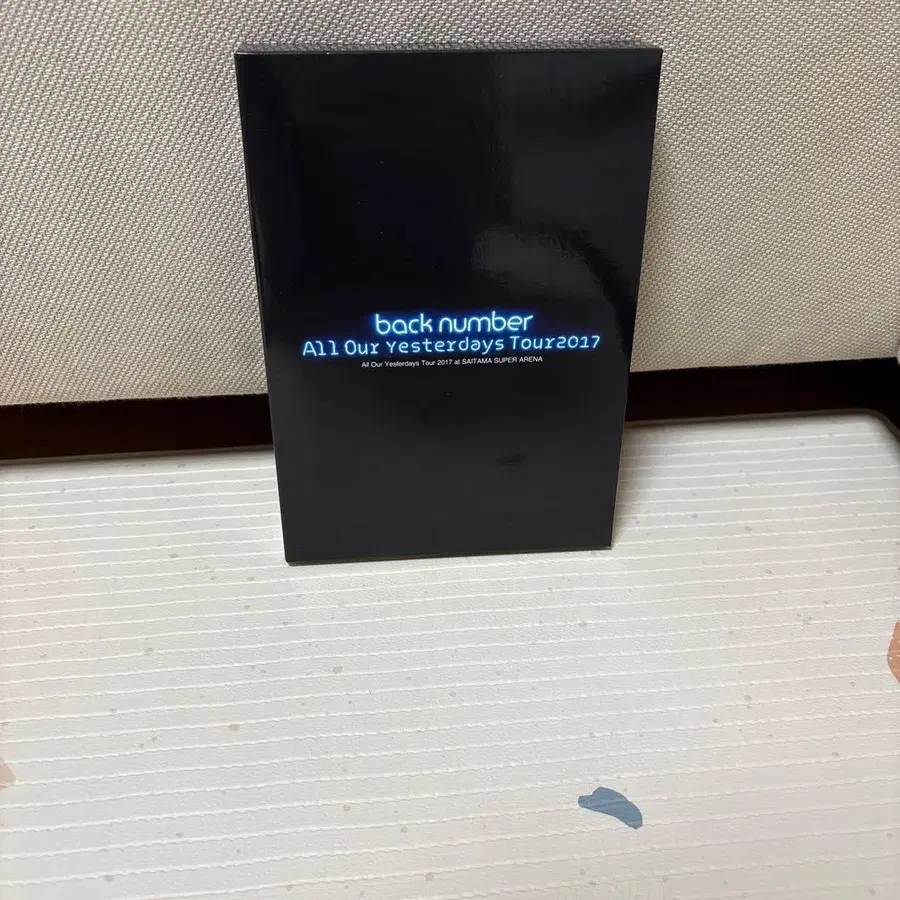 back number
All Our Yesterdays Tour2017
All Our Yesterdays Tour 2017 at SAITAMA SUPER ARENA